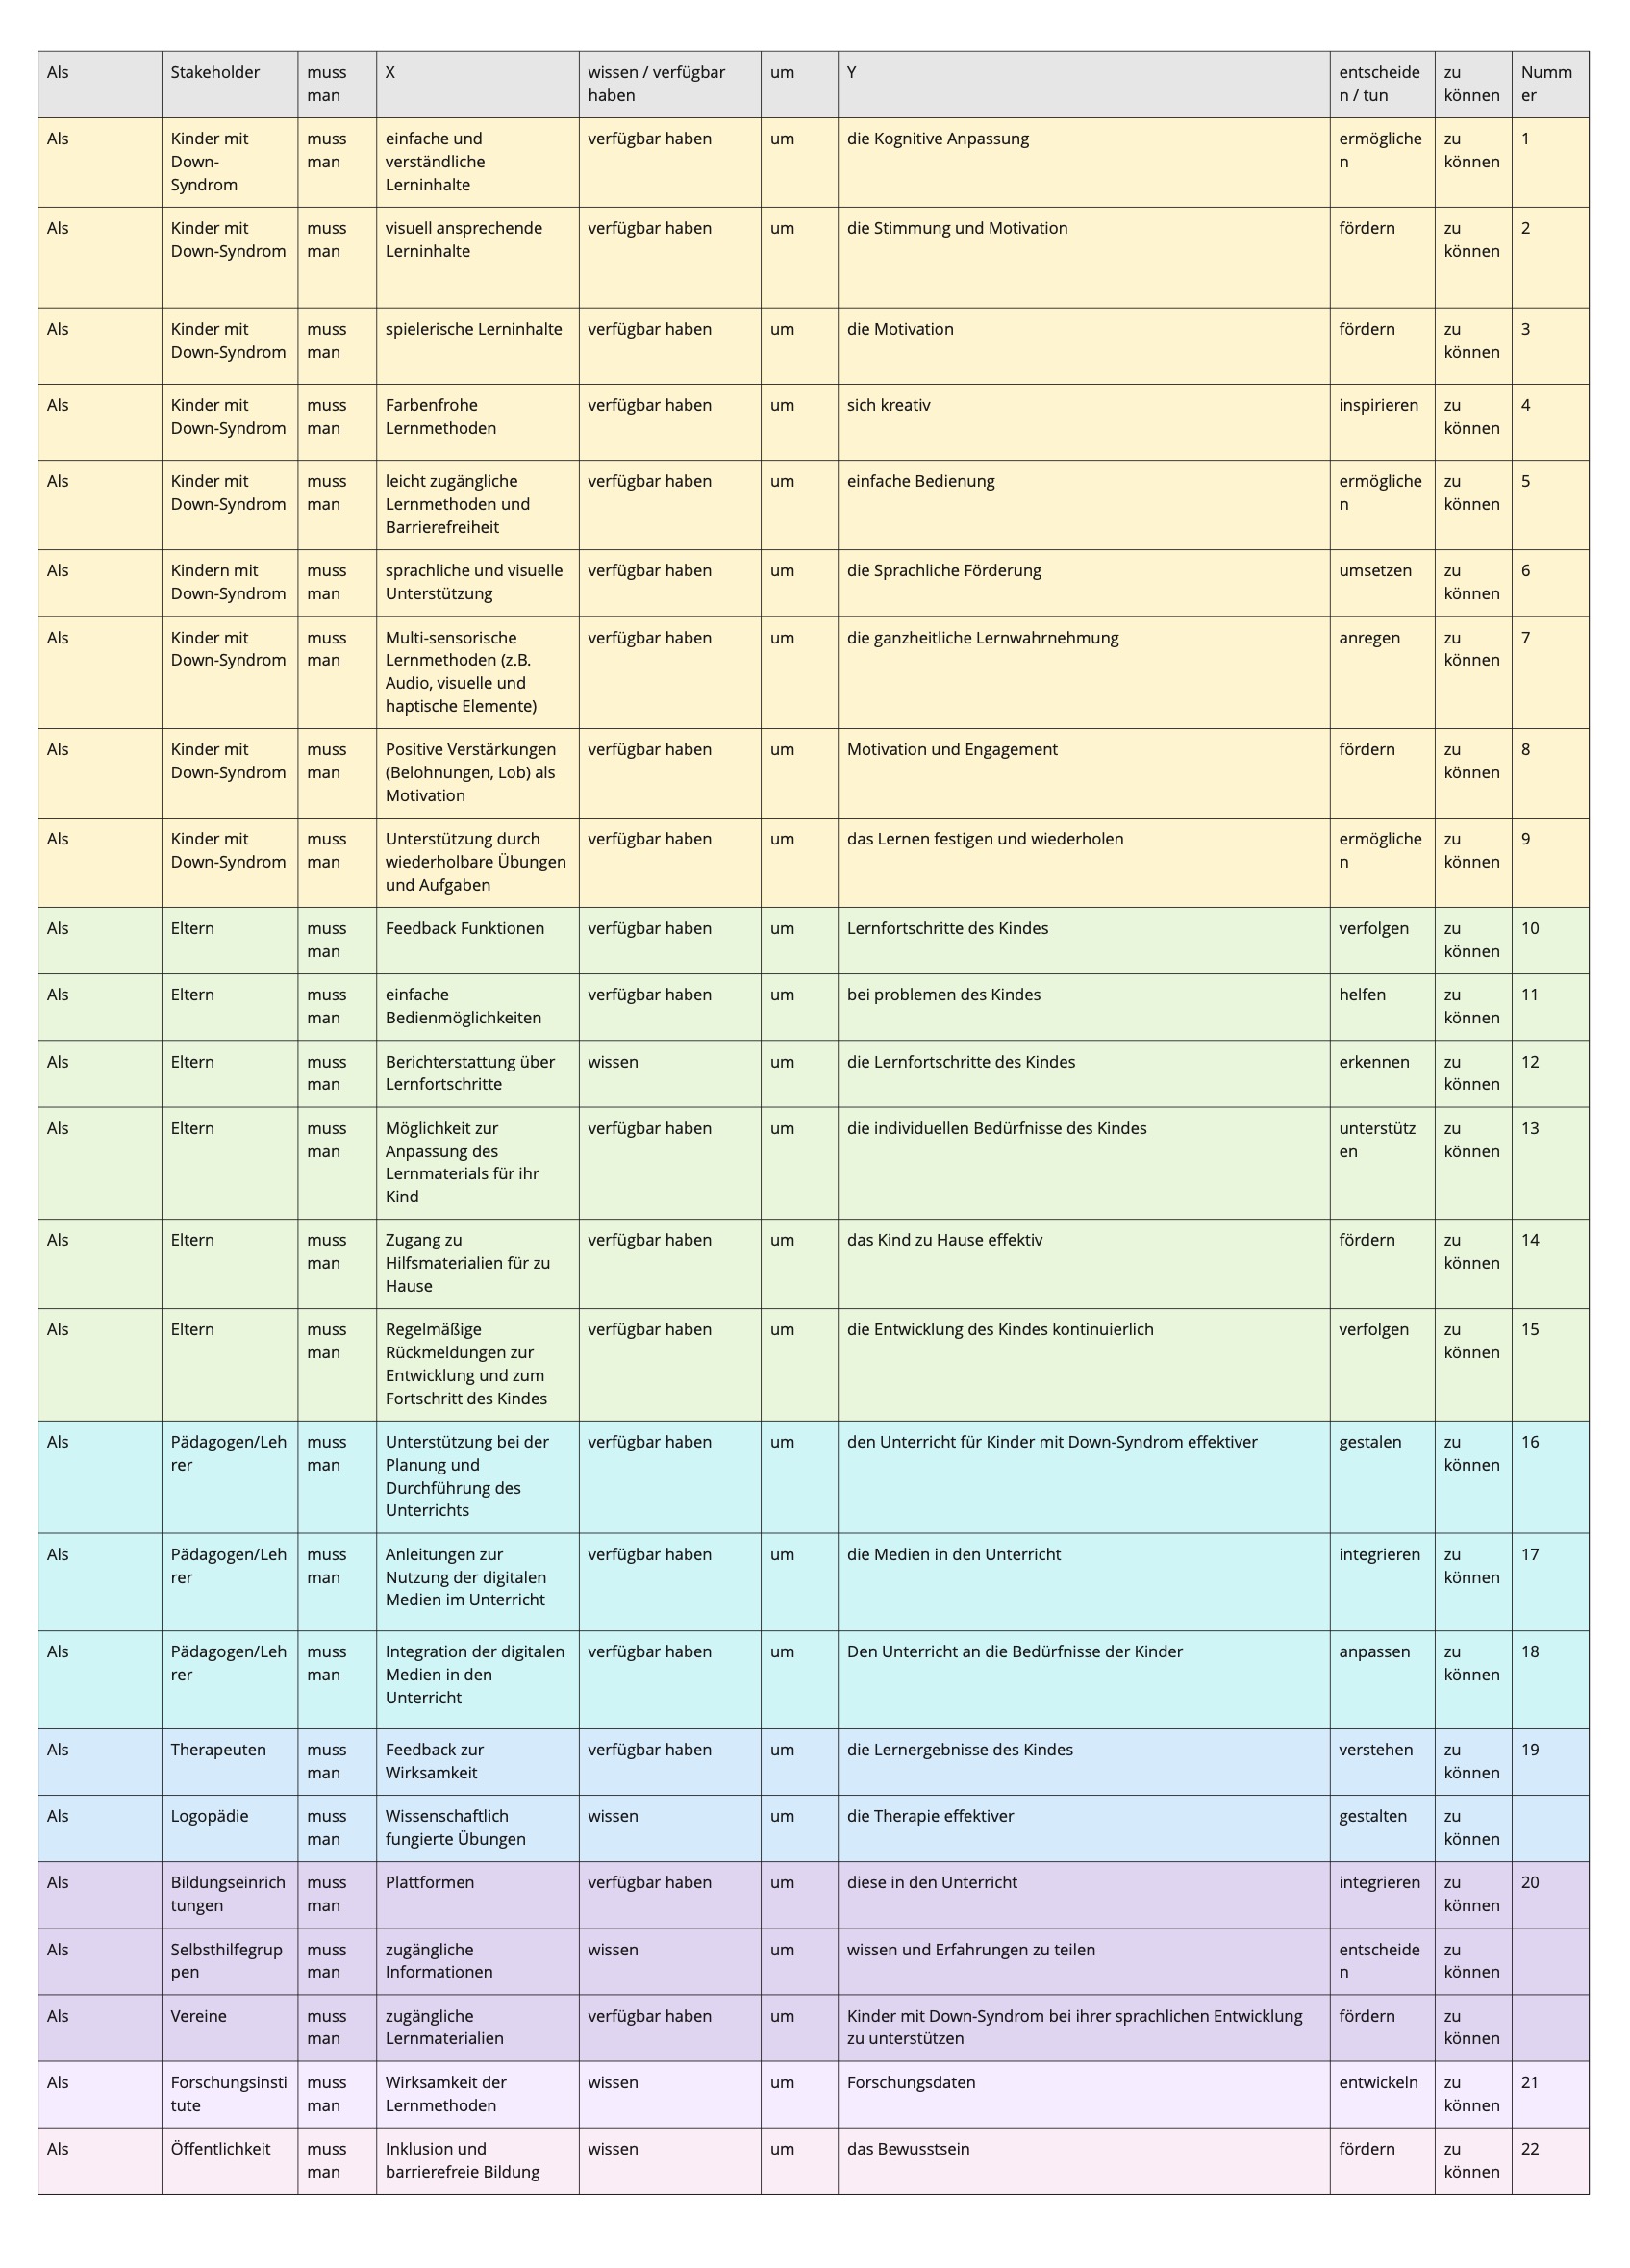 Als Stakeholder muss man X wissen / verfügbar haben um Y entscheiden / tun zu können Nummer
Als Kinder mit Down-Syndrom muss man einfache und verständliche Lerninhalte verfügbar haben um die Kognitive Anpassung ermöglichen zu können 1
Als Kinder mit Down-Syndrom muss man visuell ansprechende Lerninhalte verfügbar haben um die Stimmung und Motivation fördern zu können 2
Als Kinder mit Down-Syndrom muss man spielerische Lerninhalte verfügbar haben um die Motivation fördern zu können 3
Als Kinder mit Down-Syndrom muss man Farbenfrohe Lernmethoden verfügbar haben um sich kreativ inspirieren zu können 4
Als Kinder mit Down-Syndrom muss man leicht zugängliche Lernmethoden und Barrierefreiheit verfügbar haben um einfache Bedienung ermöglichen zu können 5
Als Kindern mit Down-Syndrom muss man sprachliche und visuelle Unterstützung verfügbar haben um die Sprachliche Förderung umsetzen zu können 6
Als Kinder mit Down-Syndrom muss man Multi-sensorische Lernmethoden (z.B. Audio, visuelle und haptische Elemente) verfügbar haben um die ganzheitliche Lernwahrnehmung anregen zu können 7
Als Kinder mit Down-Syndrom muss man Positive Verstärkungen (Belohnungen, Lob) als Motivation verfügbar haben um Motivation und Engagement fördern zu können 8
Als Kinder mit Down-Syndrom muss man Unterstützung durch wiederholbare Übungen und Aufgaben verfügbar haben um das Lernen festigen und wiederholen ermöglichen zu können 9
Als Eltern muss man Feedback Funktionen verfügbar haben um Lernfortschritte des Kindes verfolgen zu können 10
Als Eltern muss man einfache Bedienmöglichkeiten verfügbar haben um bei problemen des Kindes helfen zu können 11
Als Eltern muss man Berichterstattung über Lernfortschritte wissen um die Lernfortschritte des Kindes erkennen zu können 12
Als Eltern muss man Möglichkeit zur Anpassung des Lernmaterials für ihr Kind verfügbar haben um die individuellen Bedürfnisse des Kindes unterstützen zu können 13
Als Eltern muss man Zugang zu Hilfsmaterialien für zu Hause verfügbar haben um das Kind zu Hause effektiv fördern zu können 14
Als Eltern muss man Regelmäßige Rückmeldungen zur Entwicklung und zum Fortschritt des Kindes verfügbar haben um die Entwicklung des Kindes kontinuierlich verfolgen zu können 15
Als Pädagogen/Lehrer muss man Unterstützung bei der Planung und Durchführung des Unterrichts verfügbar haben um den Unterricht für Kinder mit Down-Syndrom effektiver gestalen zu können 16
Als Pädagogen/Lehrer muss man Anleitungen zur Nutzung der digitalen Medien im Unterricht verfügbar haben um die Medien in den Unterricht integrieren zu können 17
Als Pädagogen/Lehrer muss man Integration der digitalen Medien in den Unterricht verfügbar haben um Den Unterricht an die Bedürfnisse der Kinder anpassen zu können 18
Als Therapeuten muss man Feedback zur Wirksamkeit verfügbar haben um die Lernergebnisse des Kindes verstehen zu können 19
Als Logopädie muss man Wissenschaftlich fungierte Übungen wissen um die Therapie effektiver gestalten zu können
Als Bildungseinrichtungen muss man Plattformen verfügbar haben um diese in den Unterricht integrieren zu können 20
Als Selbsthilfegruppen muss man zugängliche Informationen wissen um wissen und Erfahrungen zu teilen entscheiden zu können
Als Vereine muss man zugängliche Lernmaterialien verfügbar haben um Kinder mit Down-Syndrom bei ihrer sprachlichen Entwicklung zu unterstützen fördern zu können
Als Forschungsinstitute muss man Wirksamkeit der Lernmethoden wissen um Forschungsdaten entwickeln zu können 21
Als Öffentlichkeit muss man Inklusion und barrierefreie Bildung wissen um das Bewusstsein fördern zu können 22